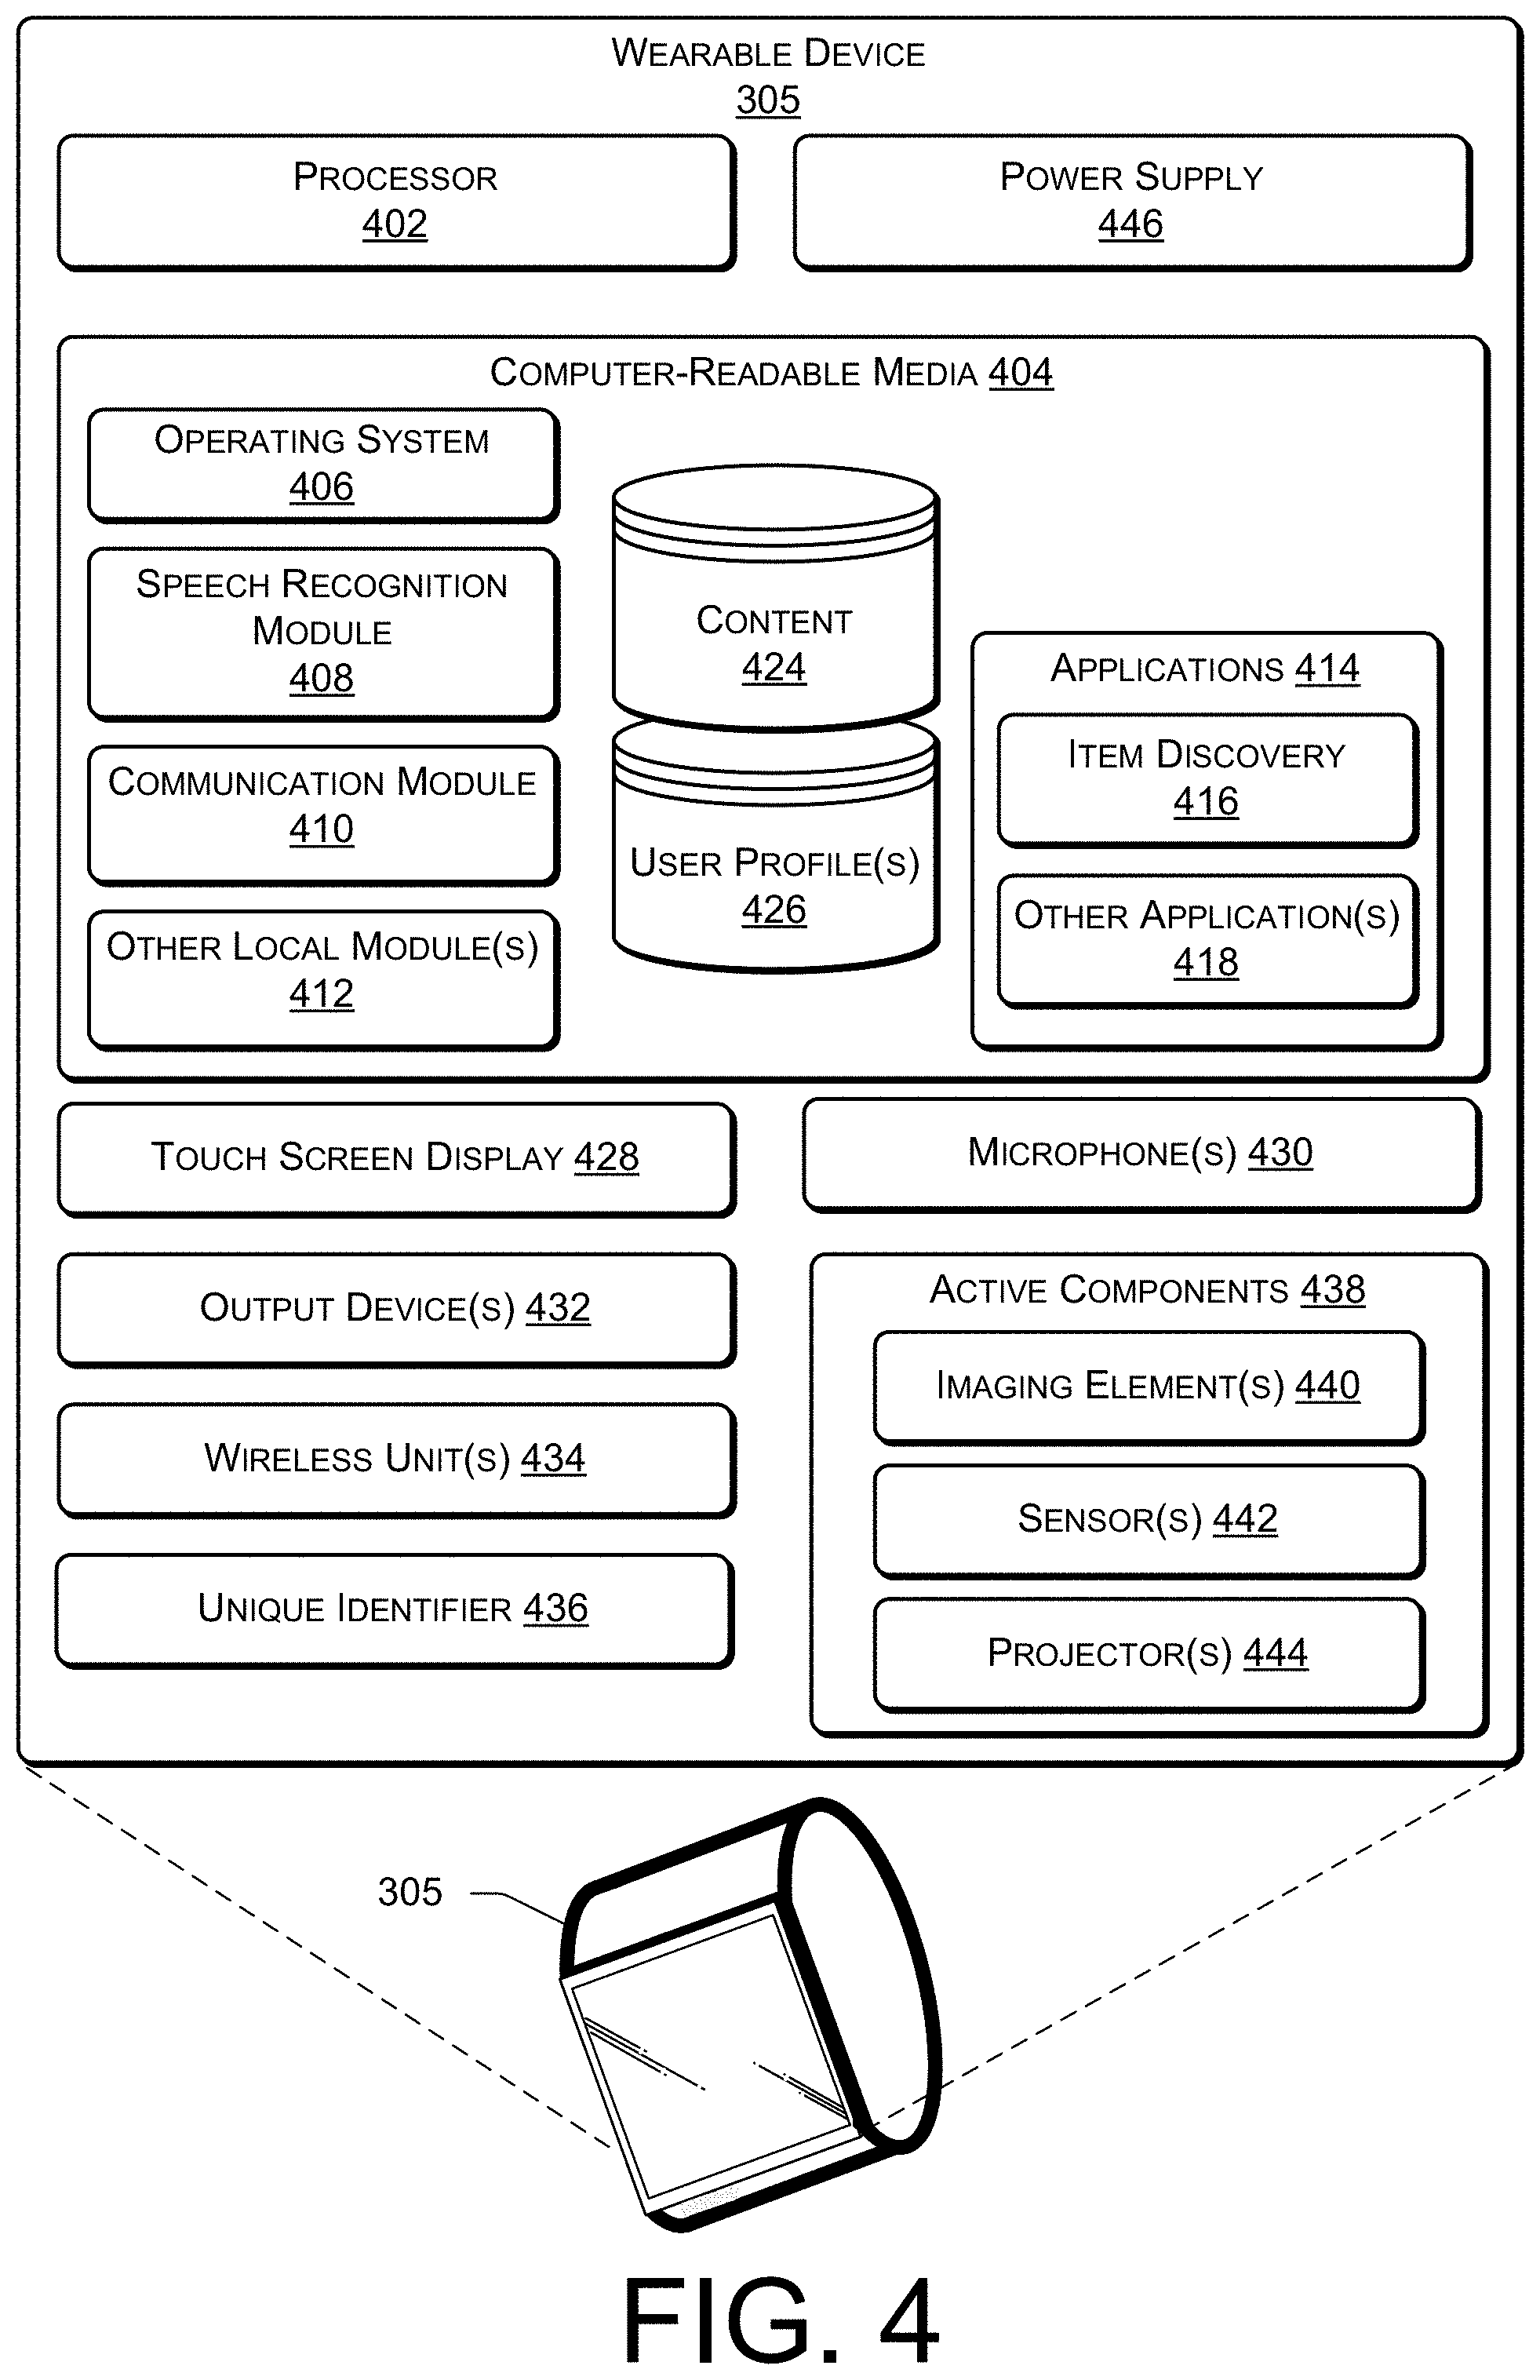 WEARABLE DEVICE
305
PROCESSOR
402
POWER SUPPLY
446
COMPUTER-READABLE MEDIA 404
OPERATING SYSTEM
406
SPEECH RECOGNITION
MODULE
408
COMMUNICATION MODULE
410
OTHER LOCAL MODULE(S)
412
CONTENT
424
USER PROFILE(S)
426
APPLICATIONS 414
ITEM DISCOVERY
416
OTHER APPLICATION(S)
418
TOUCH SCREEN DISPLAY 428
MICROPHONE(S) 430
OUTPUT DEVICE(S) 432
WIRELESS UNIT(S) 434
UNIQUE IDENTIFIER 436
ACTIVE COMPONENTS 438
IMAGING ELEMENT(S) 440
SENSOR(S) 442
PROJECTOR(S) 444
305
FIG. 4